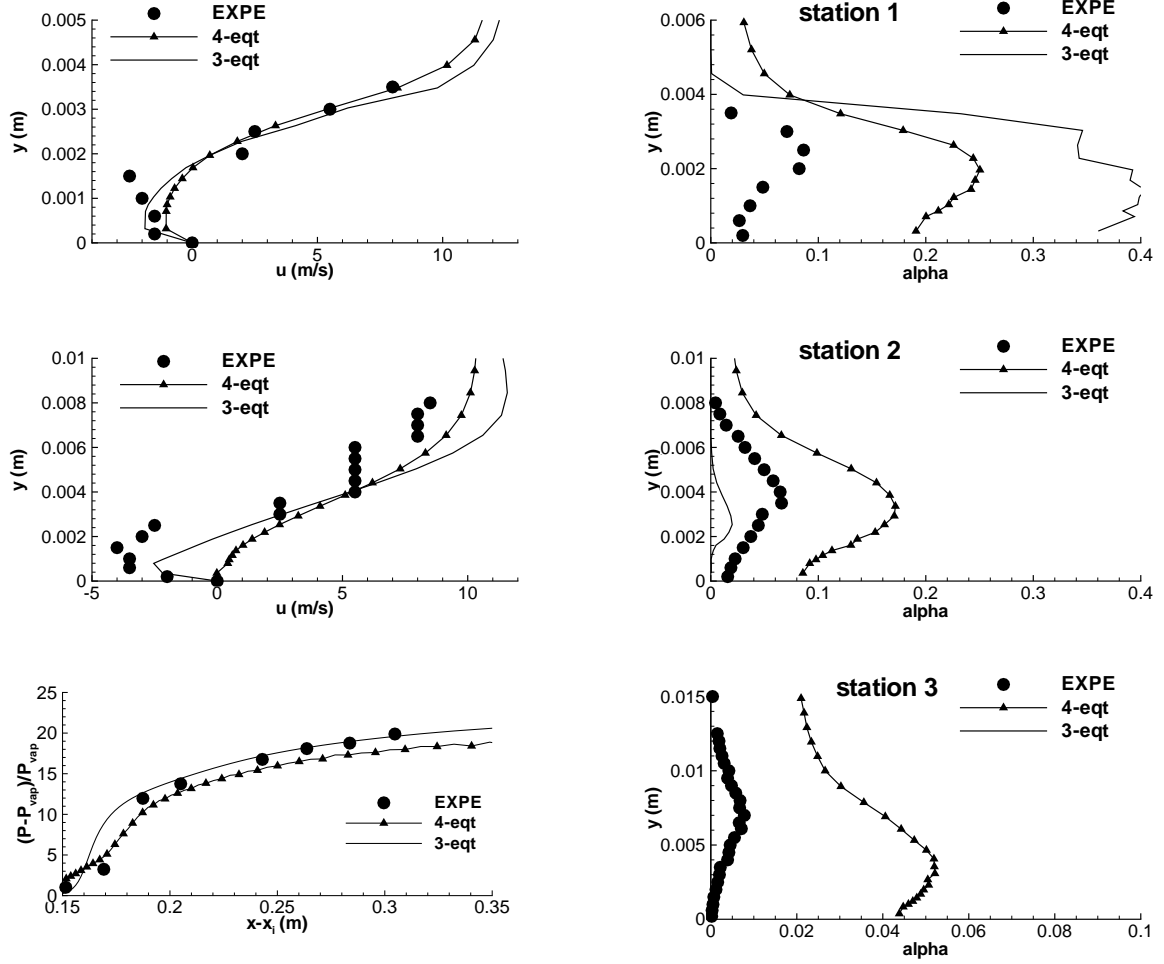 EXPE
4-eqt
3-eqt
0.005
0.004
0.003
0.002
0.001
0
y (m)
0
5
10
u (m/s)
station 1
EXPE
4-eqt
3-eqt
0.006
0.004
0.002
0
y (m)
0
0.1
0.2
0.3
0.4
alpha
EXPE
4-eqt
3-eqt
0.01
0.008
0.006
0.004
0.002
0
y (m)
-5
0
5
10
u (m/s)
station 2
EXPE
4-eqt
3-eqt
0.01
0.008
0.006
0.004
0.002
0
y (m)
0
0.1
0.2
0.3
0.4
alpha
25
20
15
10
5
0
(P-Pvap)/Pvap
EXPE
4-eqt
3-eqt
0.15
0.2
0.25
0.3
0.35
x-xi (m)
station 3
EXPE
4-eqt
3-eqt
0.015
0.01
0.005
0
y (m)
0
0.02
0.04
0.06
0.08
0.1
alpha